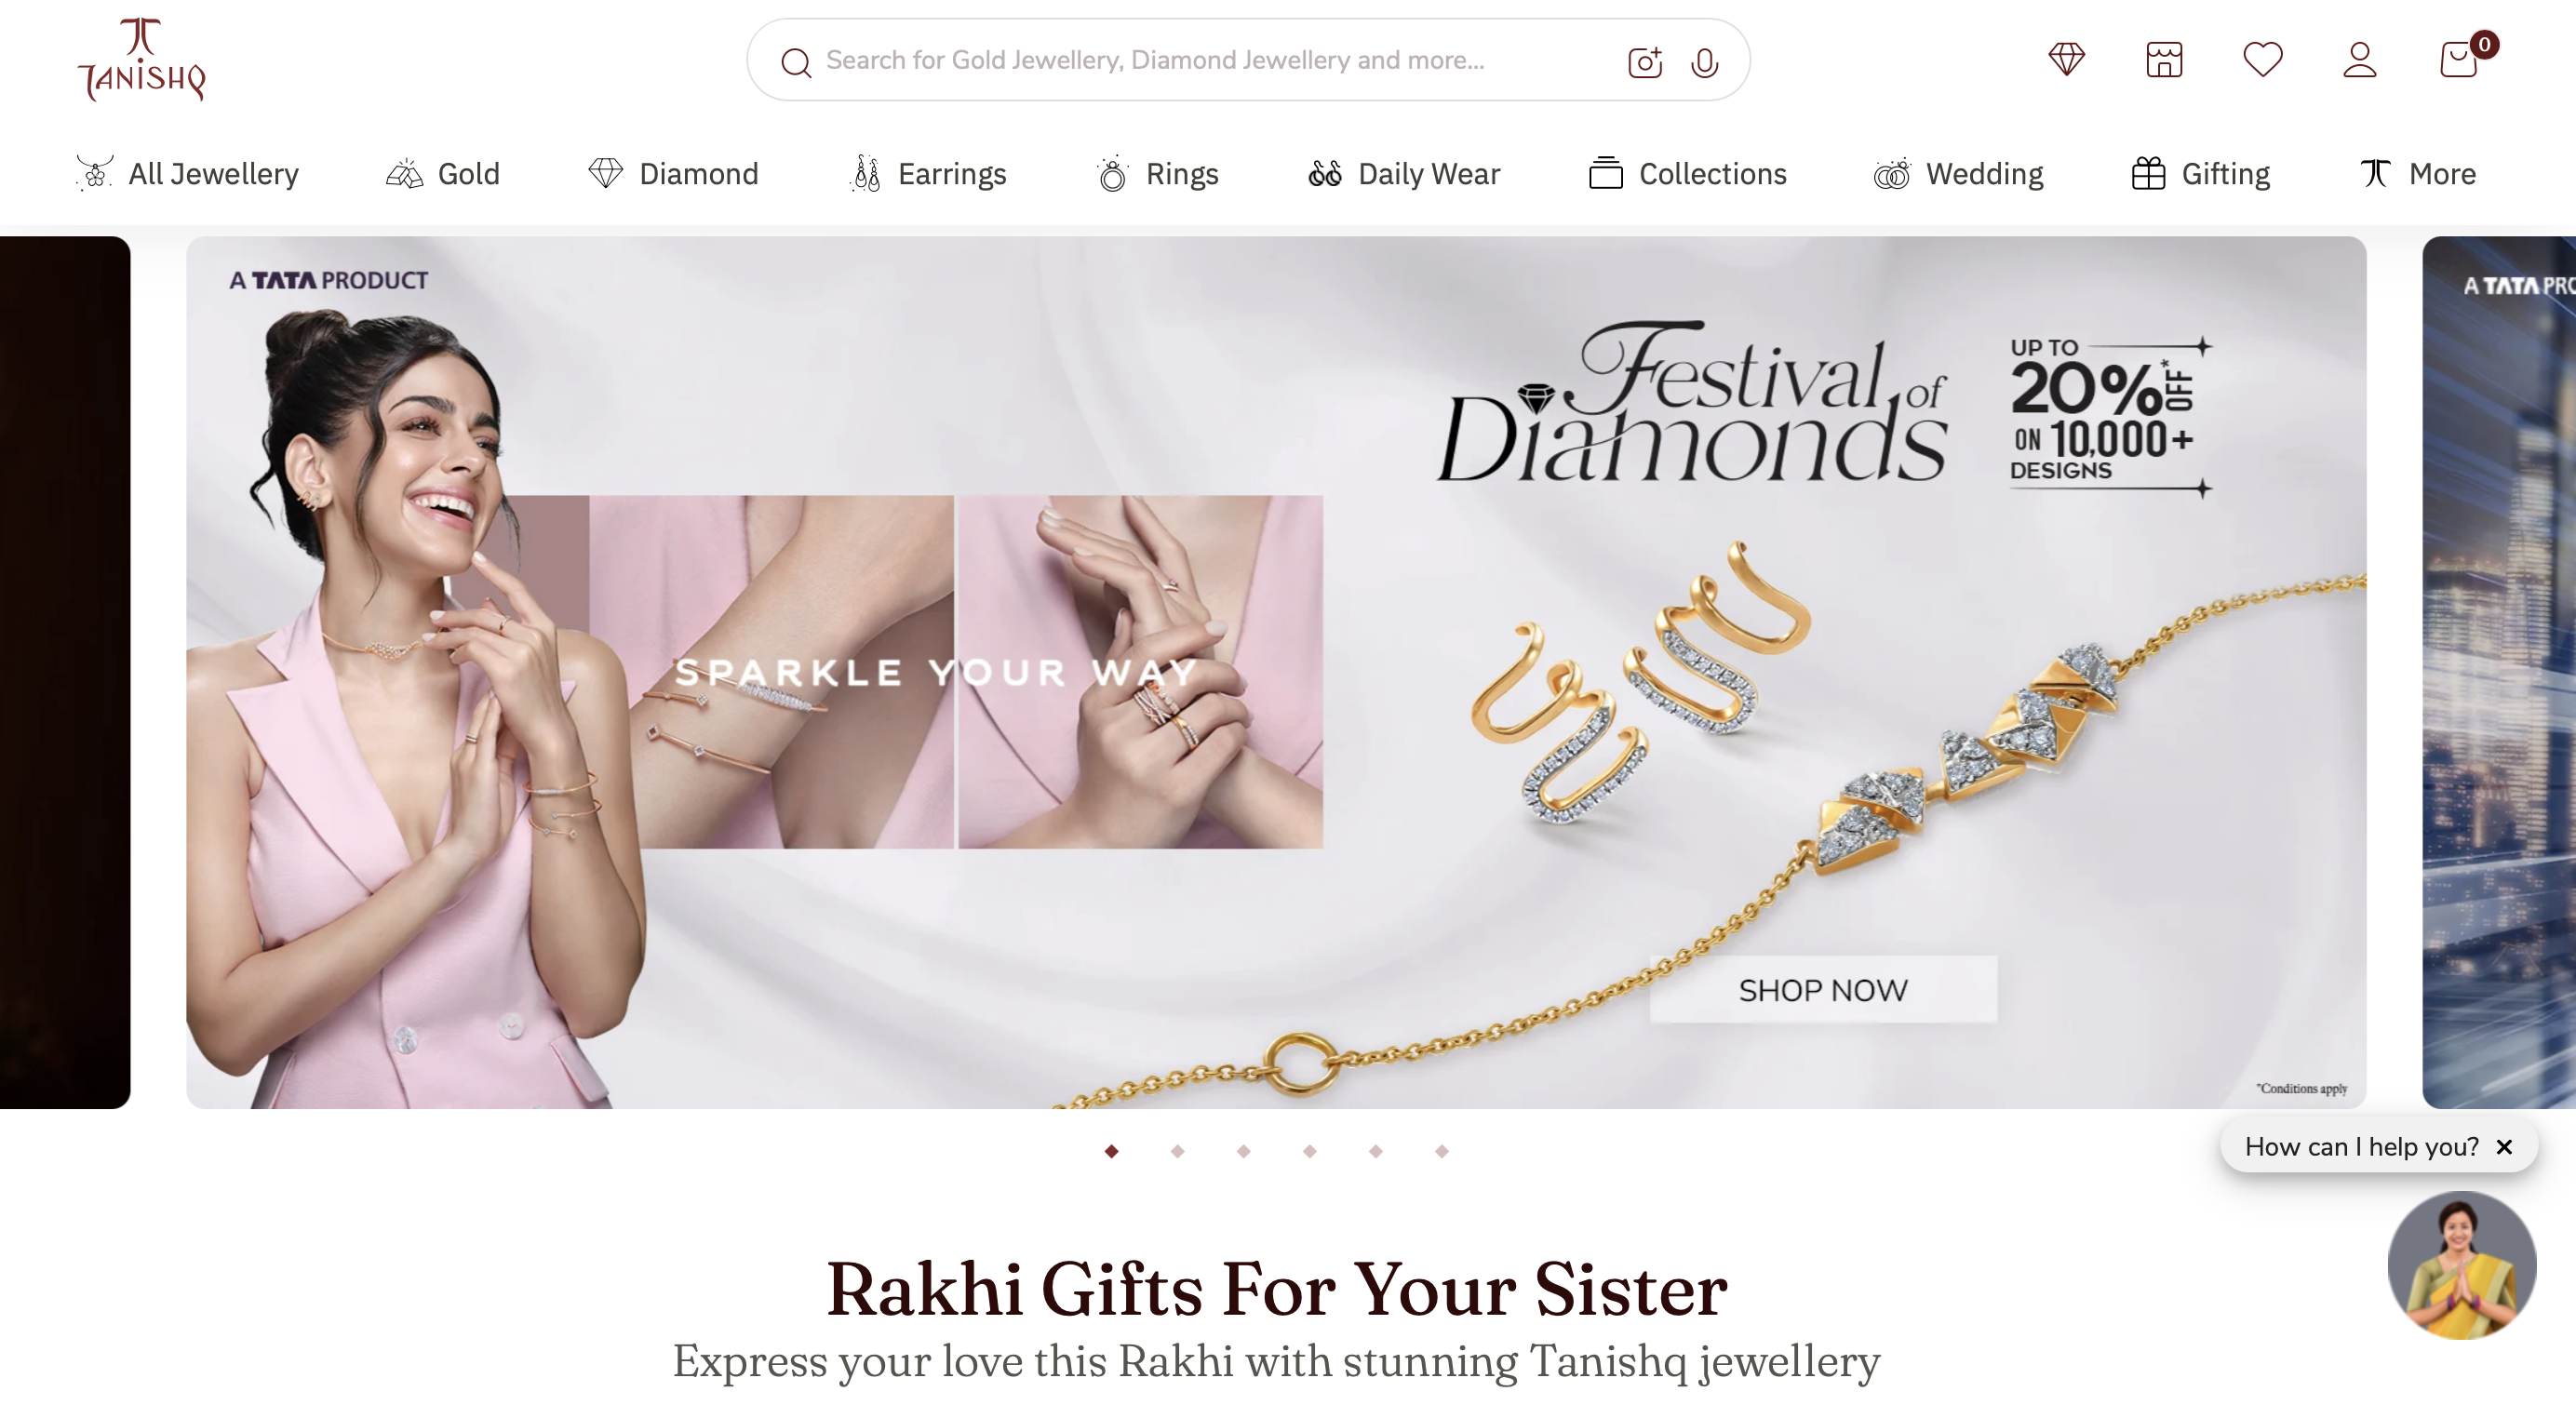 TANISHQ
Search for Gold Jewellery, Diamond Jewellery and more...
0
All Jewellery
Gold
Diamond
Earrings
Rings
Daily Wear
Collections
Wedding
Gifting
More
A TATA PRODUCT
Festival of
Diamonds
UP TO
20% OFF*
ON 10,000+
DESIGNS
SPARKLE YOUR WAY
SHOP NOW
*Conditions apply
A TATA PRO
How can I help you?
Rakhi Gifts For Your Sister
Express your love this Rakhi with stunning Tanishq jewellery